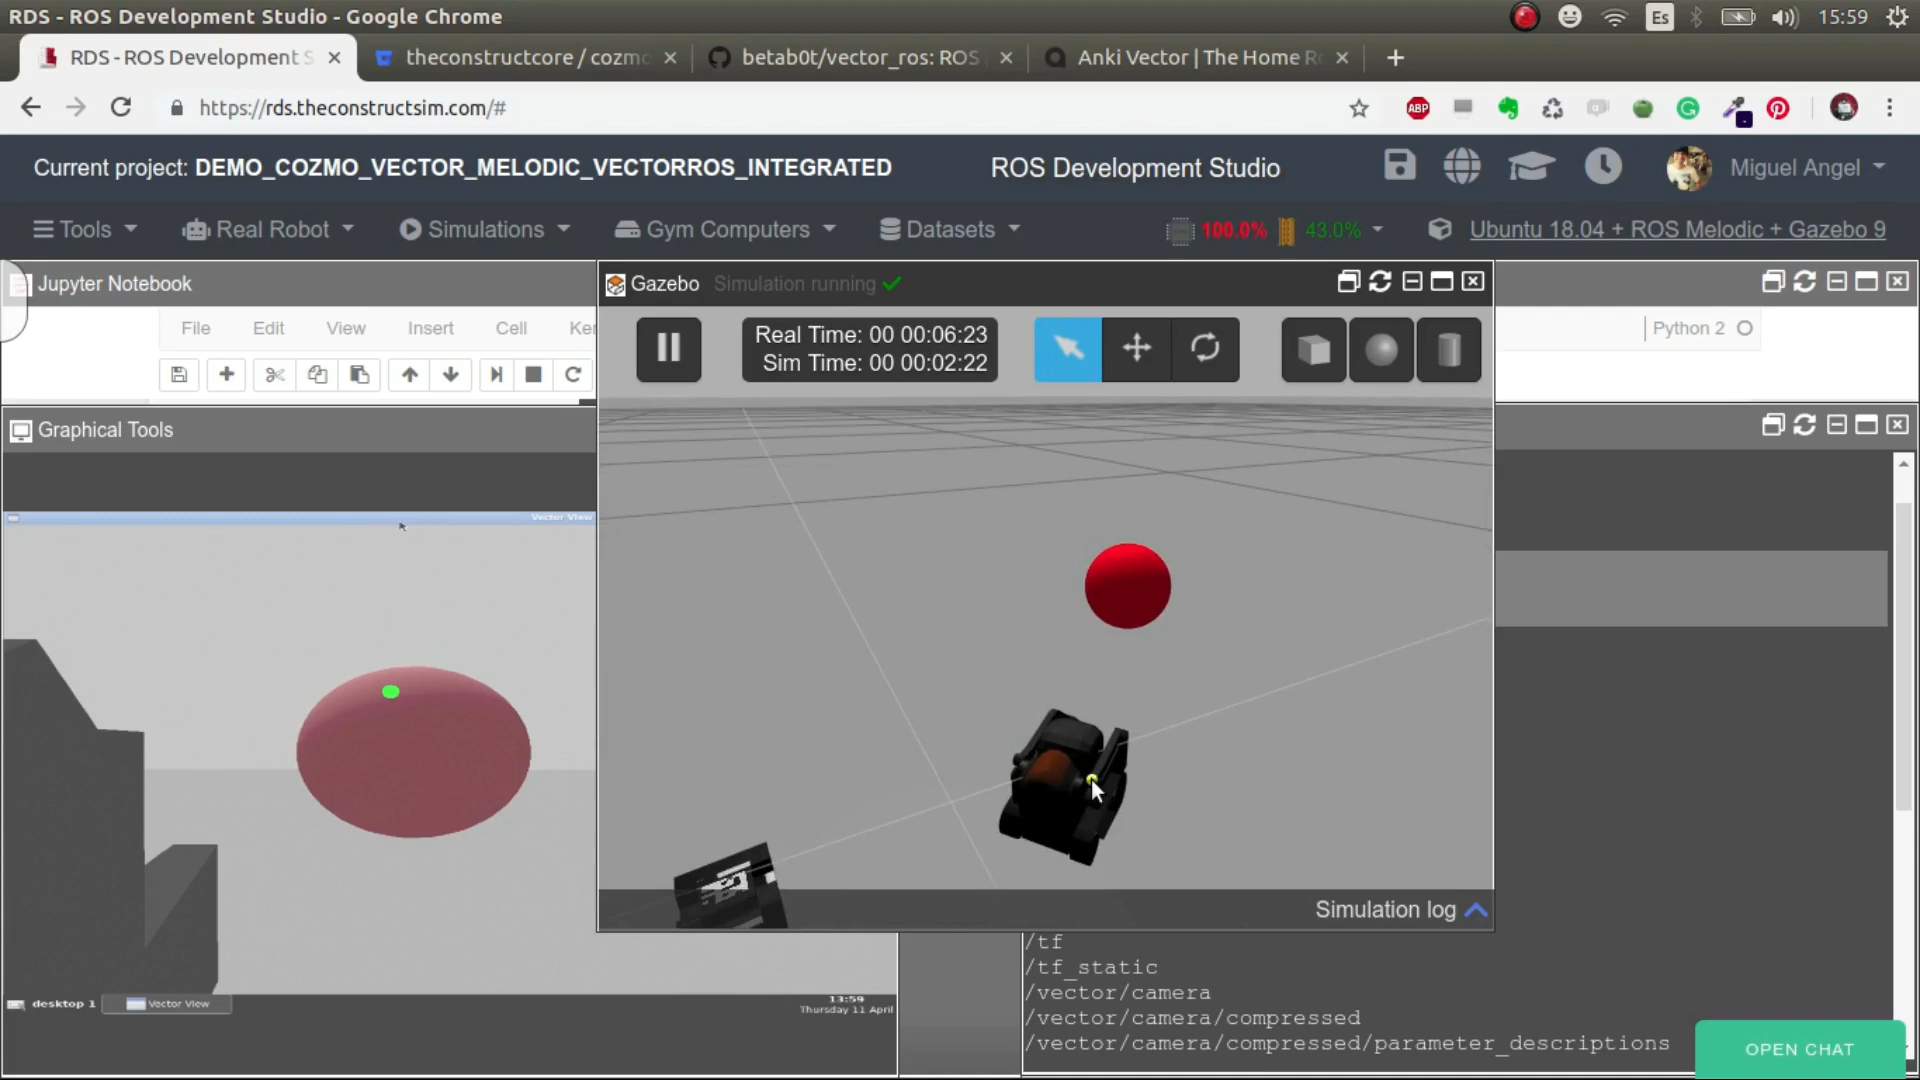 RDS - ROS Development Studio - Google Chrome
Es
15:59
RDS - ROS Development S
theconstructcore / cozmo
betab0t/vector_ros: ROS
Anki Vector | The Home Ro
https://rds.theconstructsim.com/#
ABP
Current project: DEMO_COZMO_VECTOR_MELODIC_VECTORROS_INTEGRATED
ROS Development Studio
Miguel Angel
Tools
Real Robot
Simulations
Gym Computers
Datasets
100.0%
43.0%
Ubuntu 18.04 + ROS Melodic + Gazebo 9
Jupyter Notebook
Gazebo
Simulation running
File
Edit
View
Insert
Cell
Ker
Python 2
Real Time: 00 00:06:23
Sim Time: 00 00:02:22
Graphical Tools
Vector View
Simulation log
/tf
/tf_static
/vector/camera
/vector/camera/compressed
/vector/camera/compressed/parameter_descriptions
desktop 1
Vector View
13:59
Thursday 11 April
OPEN CHAT